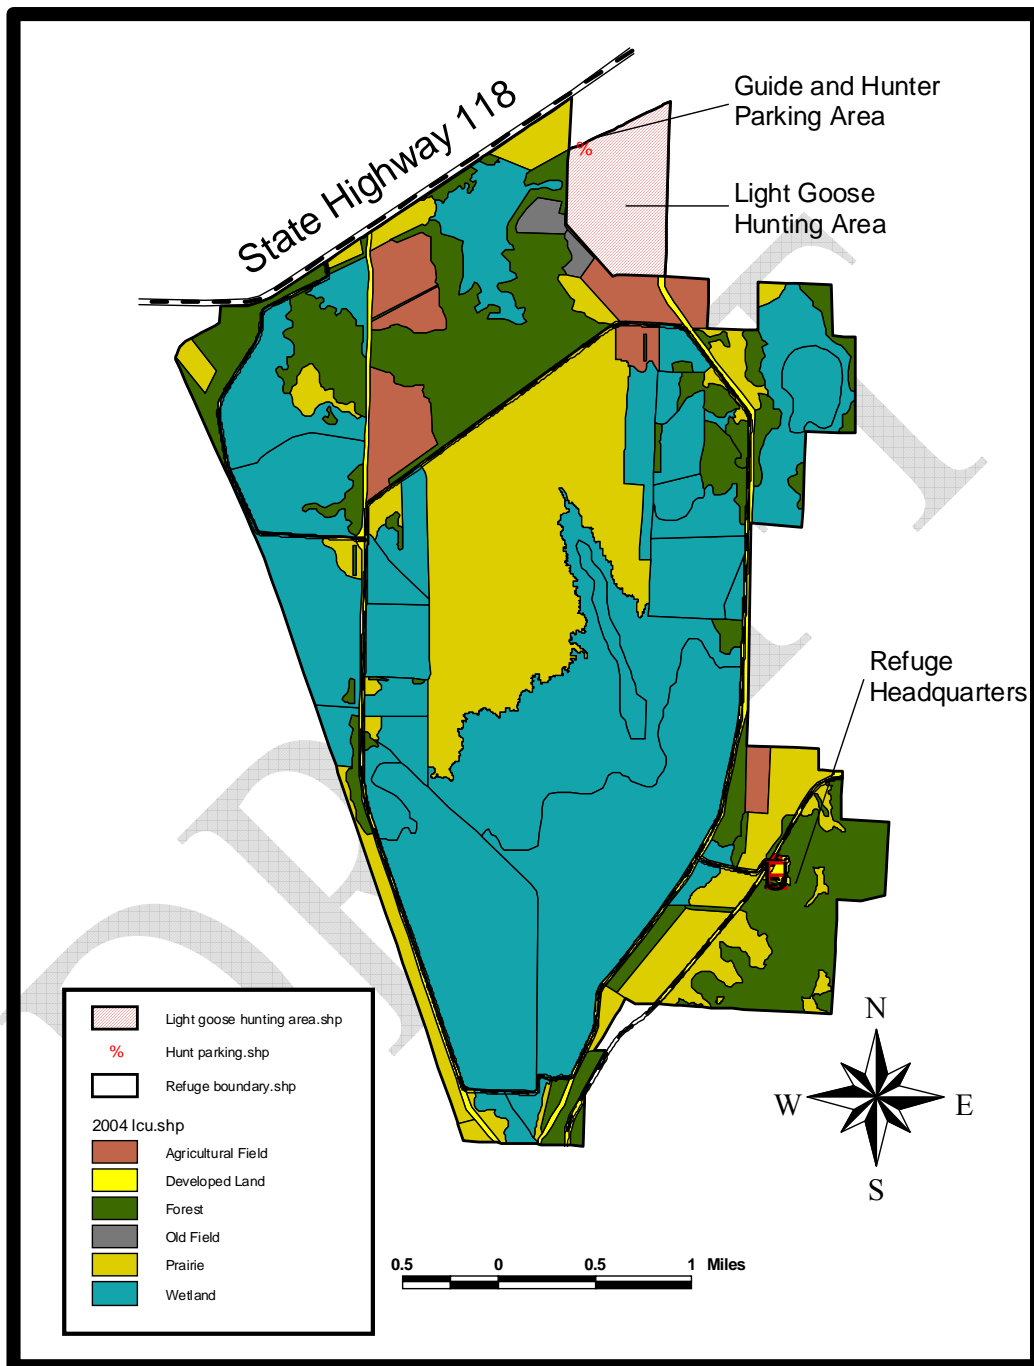 State Highway 118
Guide and Hunter
Parking Area
%
Light Goose
Hunting Area
Refuge
Headquarters
DRAFT
Light goose hunting area.shp
%
Hunt parking.shp
Refuge boundary.shp
2004 lcu.shp
Agricultural Field
Developed Land
Forest
Old Field
Prairie
Wetland
N
W
E
S
0.5
0
0.5
1
Miles